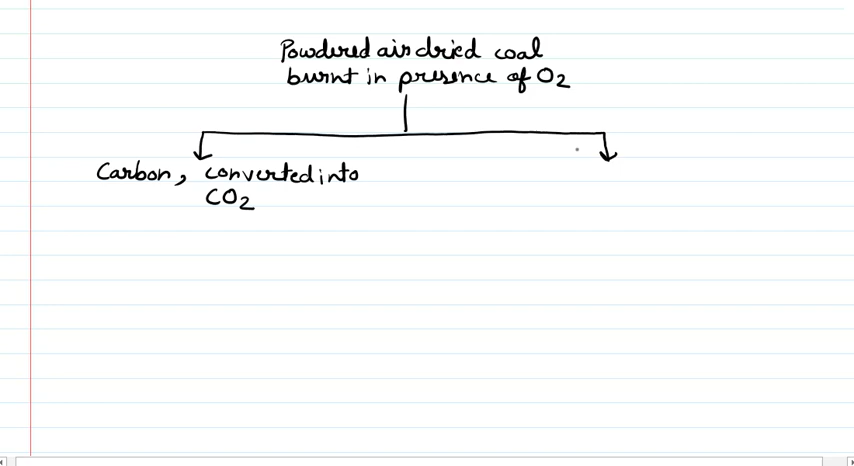 Powdered air dried coal
burnt in presence of O2
Carbon, converted into
CO2